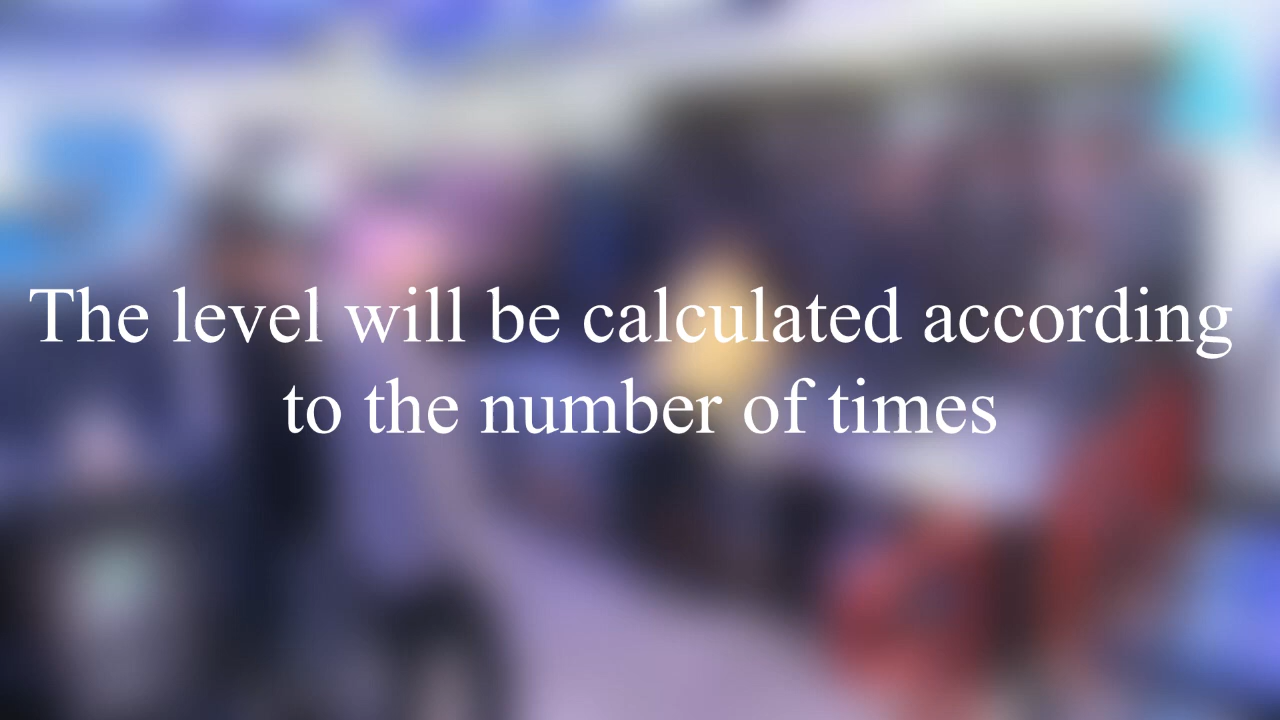 The level will be calculated according
to the number of times